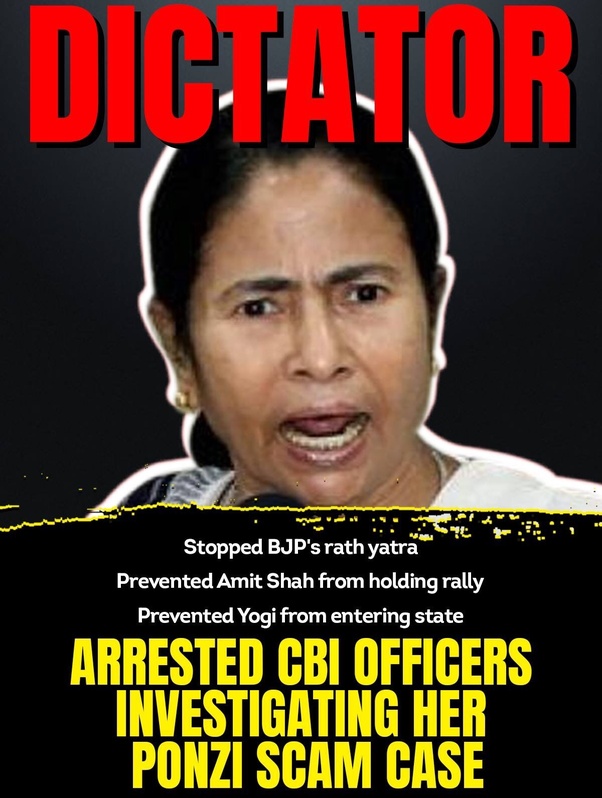 DICTATOR
Stopped BJP's rath yatra
Prevented Amit Shah from holding rally
Prevented Yogi from entering state
ARRESTED CBI OFFICERS
INVESTIGATING HER
PONZI SCAM CASE